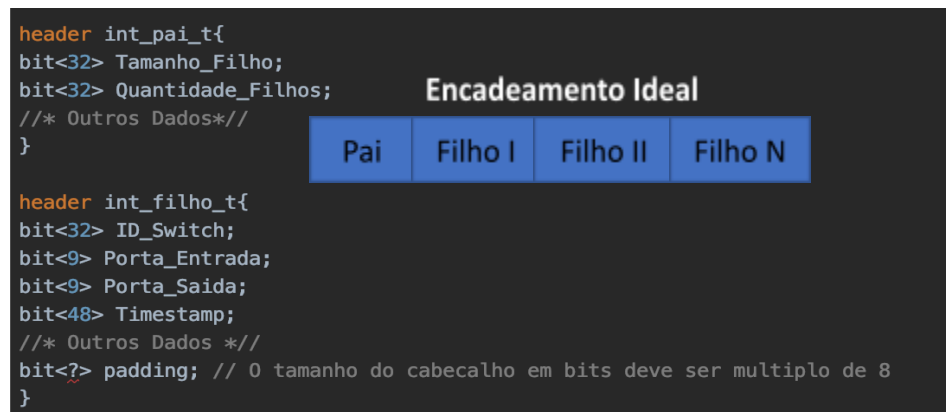 header int_pai_t{
bit<32> Tamanho_Filho;
bit<32> Quantidade_Filhos;
//* Outros Dados*//
}
Encadeamento Ideal
Pai Filho I Filho II Filho N
header int_filho_t{
bit<32> ID_Switch;
bit<9> Porta_Entrada;
bit<9> Porta_Saida;
bit<48> Timestamp;
//* Outros Dados *//
bit<?> padding; // O tamanho do cabecalho em bits deve ser multiplo de 8
}